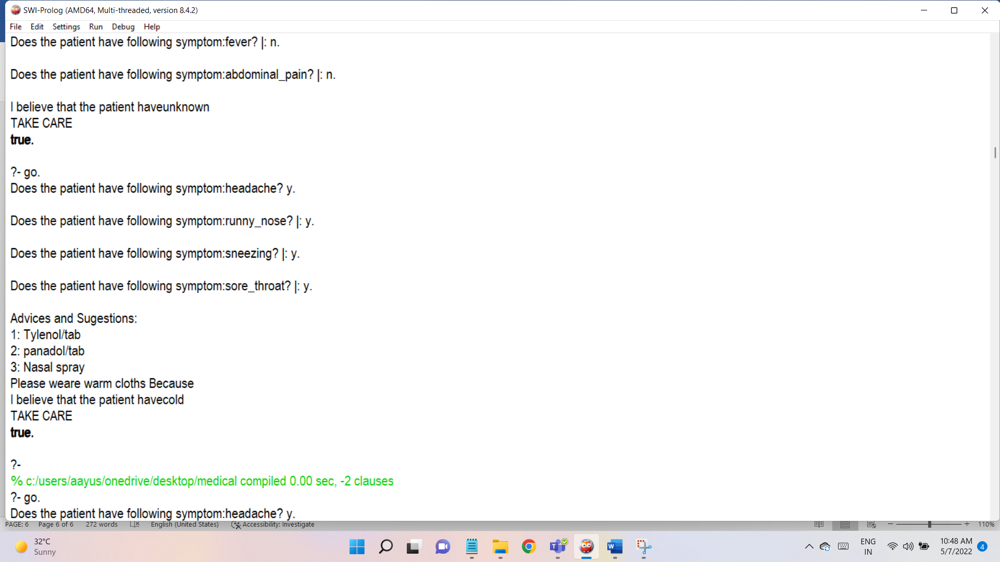 SWI-Prolog (AMD64, Multi-threaded, version 8.4.2)
File Edit Settings Run Debug Help
Does the patient have following symptom:fever? |: n.
Does the patient have following symptom:abdominal_pain? |: n.
I believe that the patient haveunknown
TAKE CARE
true.
?- go.
Does the patient have following symptom:headache? y.
Does the patient have following symptom:runny_nose? |: y.
Does the patient have following symptom:sneezing? |: y.
Does the patient have following symptom:sore_throat? |: y.
Advices and Sugestions:
1: Tylenol/tab
2: panadol/tab
3: Nasal spray
Please weare warm cloths Because
I believe that the patient havecold
TAKE CARE
true.
?-
% c:/users/aayus/onedrive/desktop/medical compiled 0.00 sec, -2 clauses
?- go.
Does the patient have following symptom:headache? y.
PAGE: 6 Page 6 of 6 272 words English (United States) Accessibility: Investigate 110%
32°C
Sunny
ENG
IN
10:48 AM
5/7/2022
4